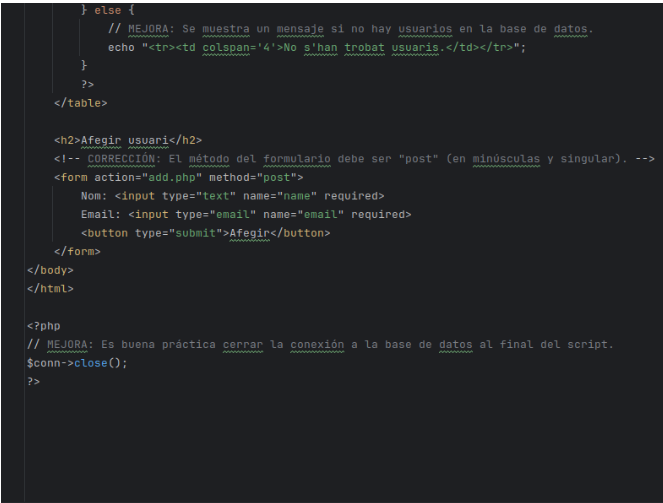 } else {
// MEJORA: Se muestra un mensaje si no hay usuarios en la base de datos.
echo "<tr><td colspan='4'>No s'han trobat usuaris.</td></tr>";
}
?>
</table>
<h2>Afegir usuari</h2>
<!-- CORRECCIÓN: El método del formulario debe ser "post" (en minúsculas y singular). -->
<form action="add.php" method="post">
Nom: <input type="text" name="name" required>
Email: <input type="email" name="email" required>
<button type="submit">Afegir</button>
</form>
</body>
</html>
<?php
// MEJORA: Es buena práctica cerrar la conexión a la base de datos al final del script.
$conn->close();
?>